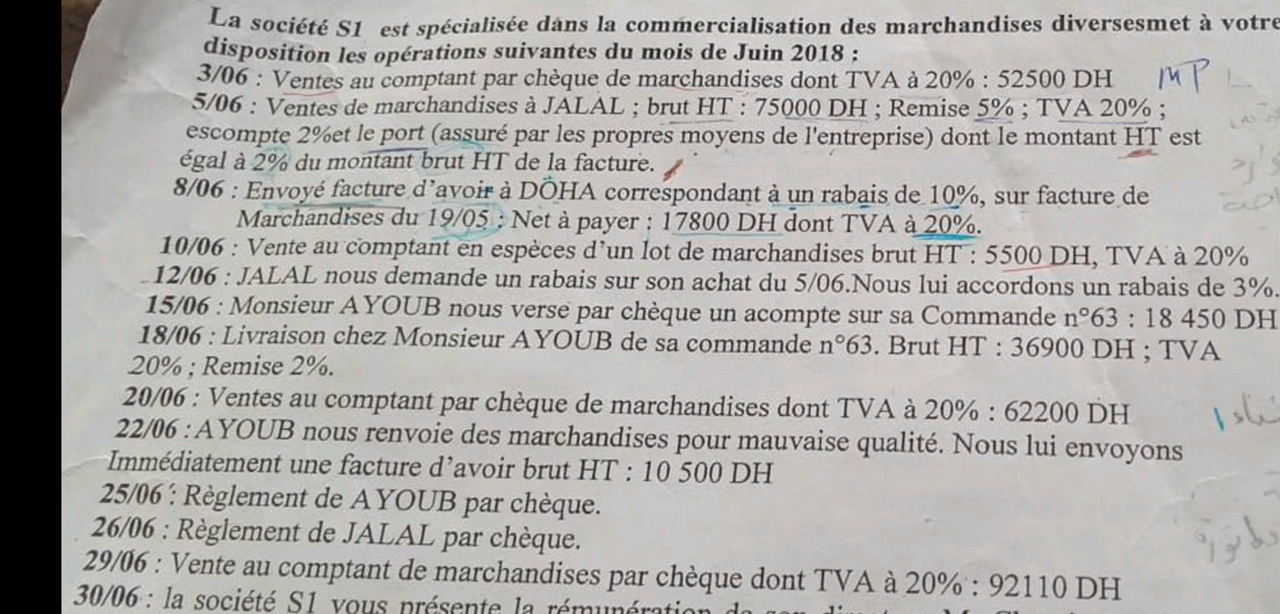 La société S1 est spécialisée dans la commercialisation des marchandises diversesmet à votre
disposition les opérations suivantes du mois de Juin 2018 :
3/06 : Ventes au comptant par chèque de marchandises dont TVA à 20% : 52500 DH MP
5/06 : Ventes de marchandises à JALAL ; brut HT : 75000 DH ; Remise 5% ; TVA 20% ;
escompte 2%et le port (assuré par les propres moyens de l'entreprise) dont le montant HT est
égal à 2% du montant brut HT de la facture.
8/06 : Envoyé facture d'avoir à DOHA correspondant à un rabais de 10%, sur facture de
Marchandises du 19/05 : Net à payer : 17800 DH dont TVA à 20%.
10/06 : Vente au comptant en espèces d'un lot de marchandises brut HT : 5500 DH, TVA à 20%
12/06 : JALAL nous demande un rabais sur son achat du 5/06.Nous lui accordons un rabais de 3%.
15/06 : Monsieur AYOUB nous verse par chèque un acompte sur sa Commande n°63 : 18 450 DH
18/06 : Livraison chez Monsieur AYOUB de sa commande n°63. Brut HT : 36900 DH ; TVA
20% ; Remise 2%.
20/06 : Ventes au comptant par chèque de marchandises dont TVA à 20% : 62200 DH
22/06 : AYOUB nous renvoie des marchandises pour mauvaise qualité. Nous lui envoyons
Immédiatement une facture d'avoir brut HT : 10 500 DH
25/06 : Règlement de AYOUB par chèque.
26/06 : Règlement de JALAL par chèque.
29/06 : Vente au comptant de marchandises par chèque dont TVA à 20% : 92110 DH
30/06 : la société S1 vous présente la rémunération de son